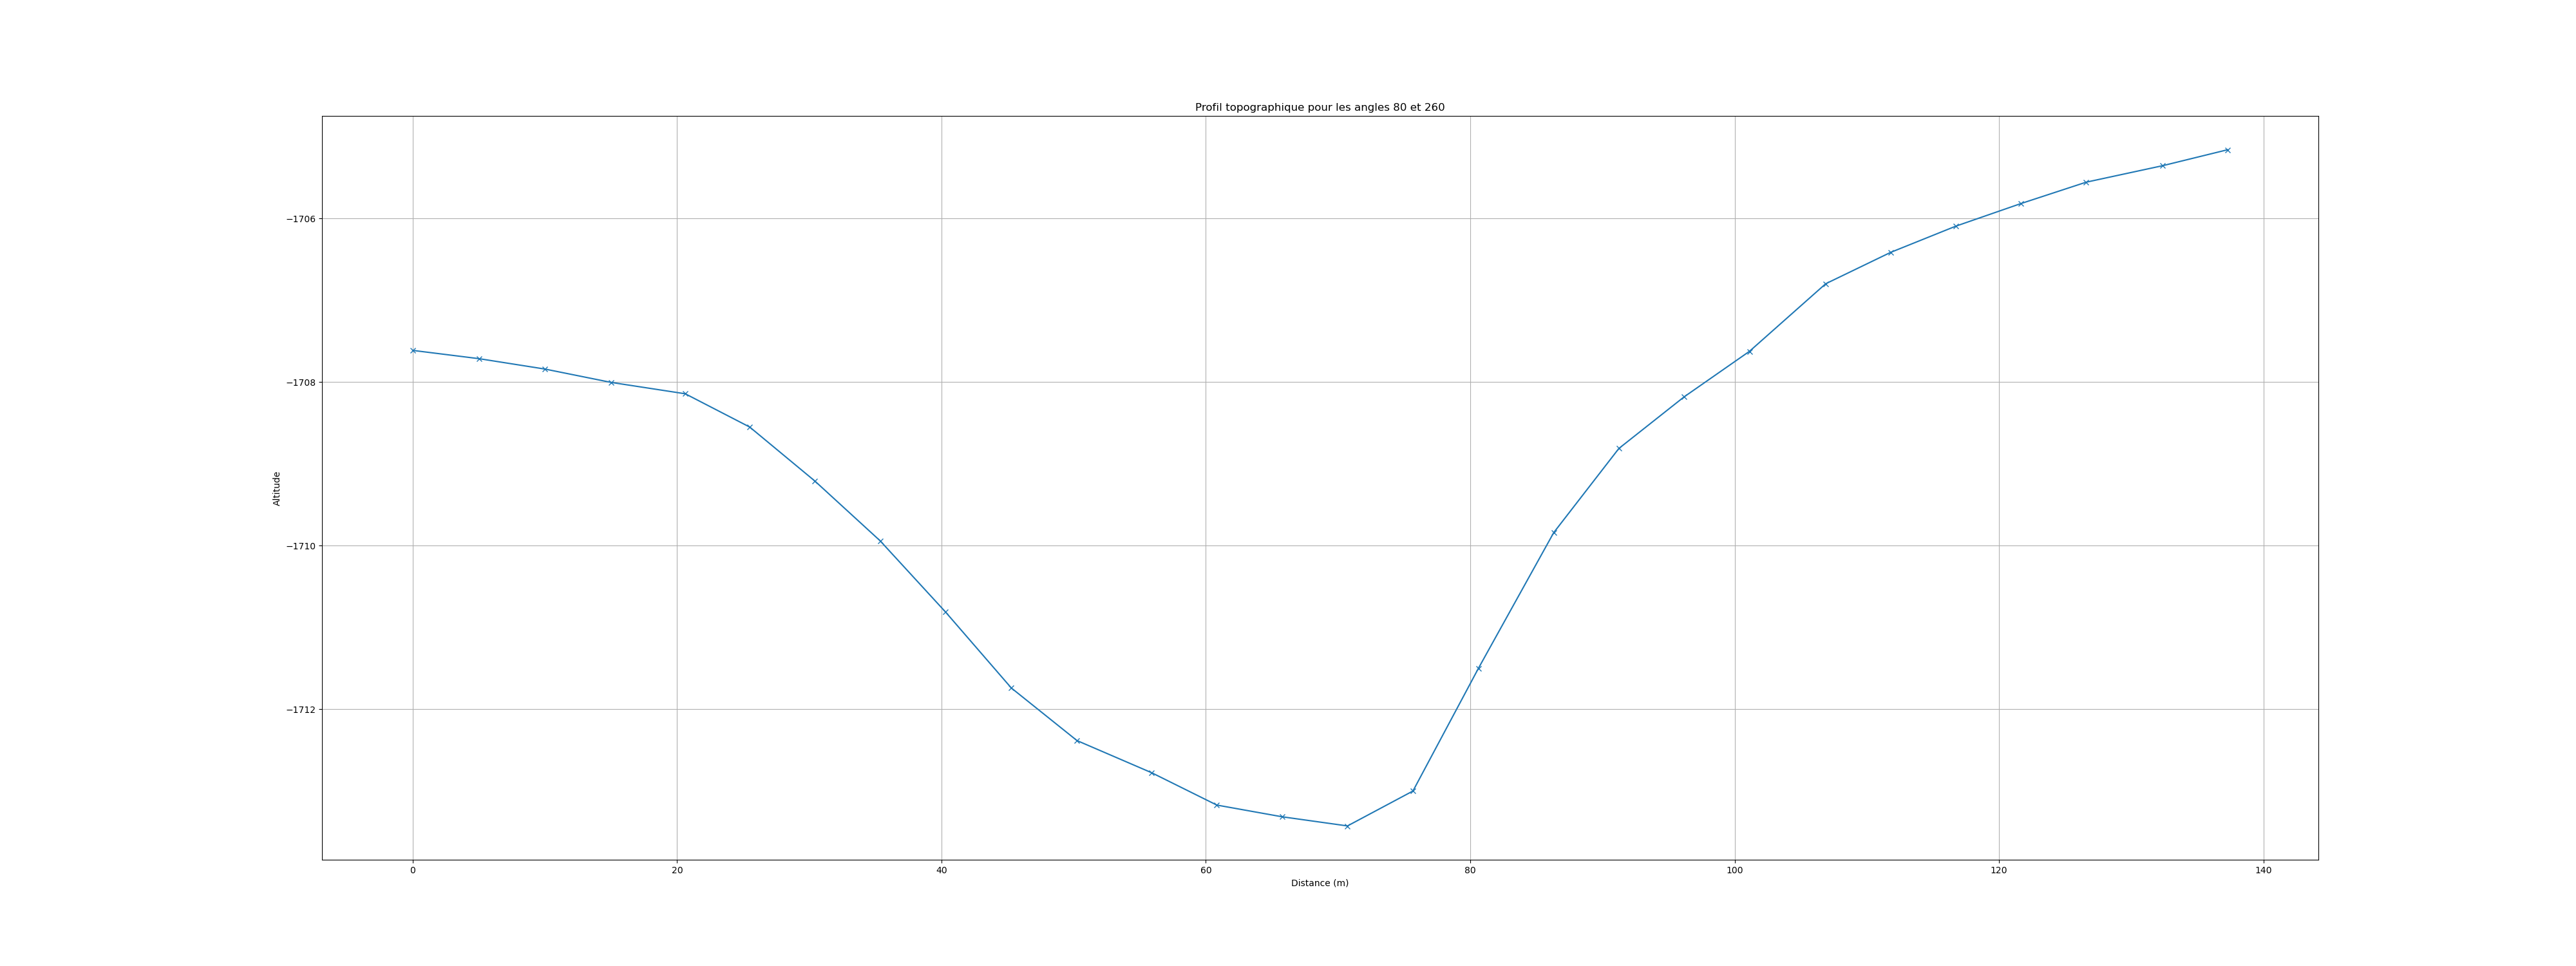 Profil topographique pour les angles 80 et 260
Altitude
−1706
−1708
−1710
−1712
0 20 40 60 80 100 120 140
Distance (m)